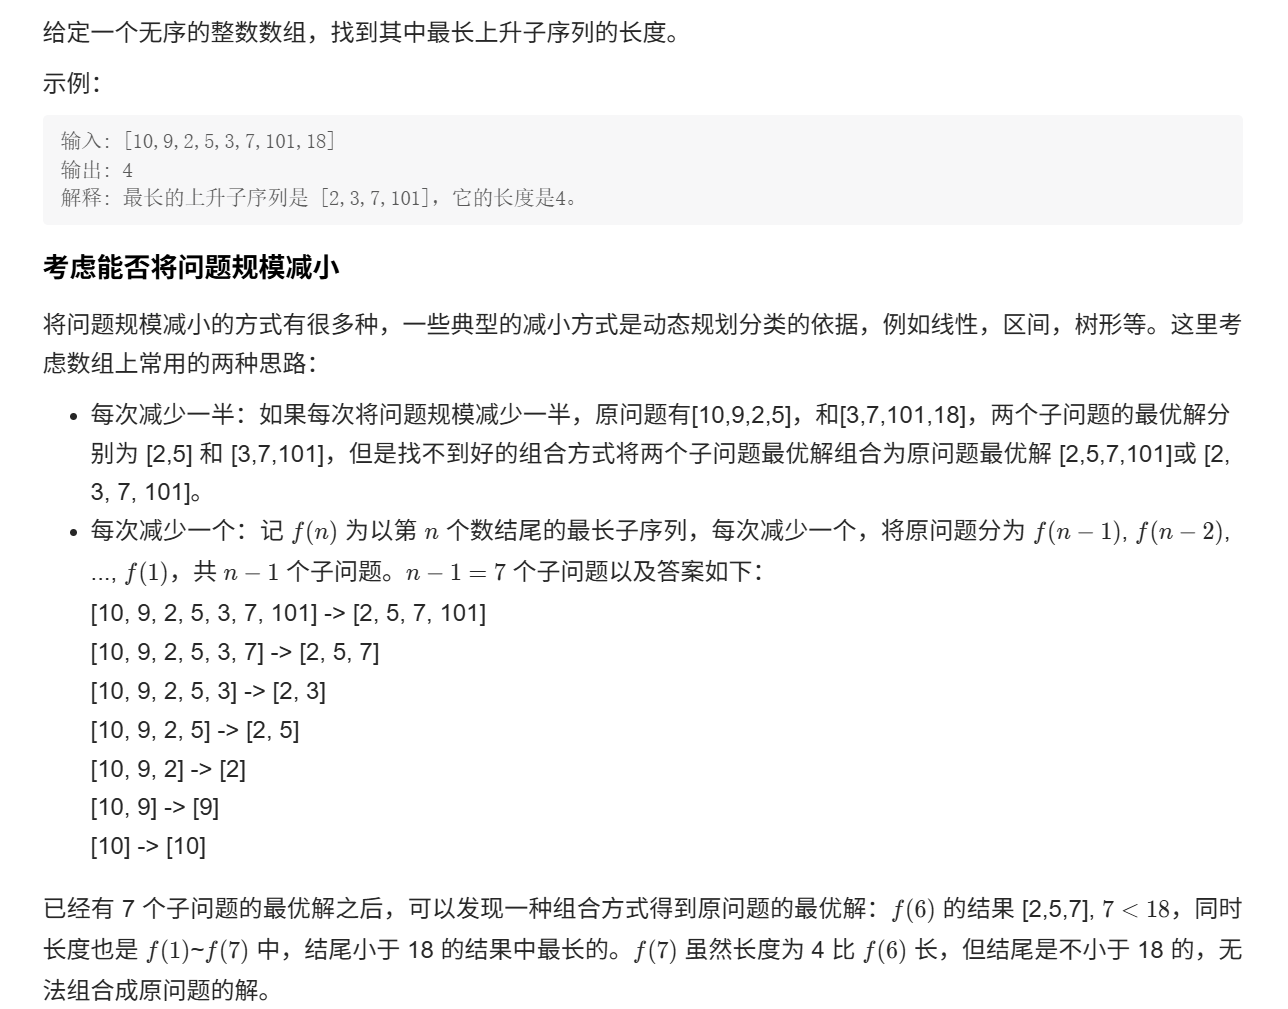 给定一个无序的整数数组，找到其中最长上升子序列的长度。
示例：
输入: [10,9,2,5,3,7,101,18]
输出: 4
解释: 最长的上升子序列是 [2,3,7,101]，它的长度是4。
考虑能否将问题规模减小
将问题规模减小的方式有很多种，一些典型的减小方式是动态规划分类的依据，例如线性，区间，树形等。这里考
虑数组上常用的两种思路：
• 每次减少一半：如果每次将问题规模减少一半，原问题有[10,9,2,5]，和[3,7,101,18]，两个子问题的最优解分
别为 [2,5] 和 [3,7,101]，但是找不到好的组合方式将两个子问题最优解组合为原问题最优解 [2,5,7,101]或 [2,
3, 7, 101]。
• 每次减少一个：记 f(n) 为以第 n 个数结尾的最长子序列，每次减少一个，将原问题分为 f(n − 1), f(n − 2),
..., f(1)，共 n − 1 个子问题。n − 1 = 7 个子问题以及答案如下：
[10, 9, 2, 5, 3, 7, 101] -> [2, 5, 7, 101]
[10, 9, 2, 5, 3, 7] -> [2, 5, 7]
[10, 9, 2, 5, 3] -> [2, 3]
[10, 9, 2, 5] -> [2, 5]
[10, 9, 2] -> [2]
[10, 9] -> [9]
[10] -> [10]
已经有 7 个子问题的最优解之后，可以发现一种组合方式得到原问题的最优解：f(6) 的结果 [2,5,7], 7 < 18，同时
长度也是 f(1)~f(7) 中，结尾小于 18 的结果中最长的。f(7) 虽然长度为 4 比 f(6) 长，但结尾是不小于 18 的，无
法组合成原问题的解。